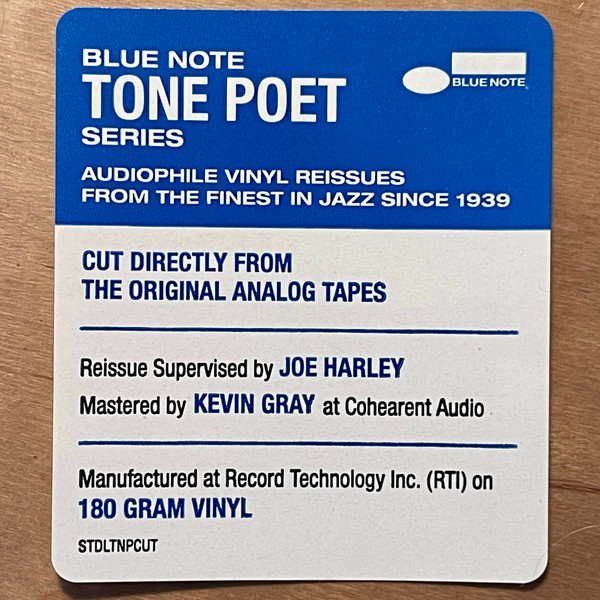 BLUE NOTE
TONE POET
SERIES
BLUE NOTE
AUDIOPHILE VINYL REISSUES
FROM THE FINEST IN JAZZ SINCE 1939
CUT DIRECTLY FROM
THE ORIGINAL ANALOG TAPES
Reissue Supervised by JOE HARLEY
Mastered by KEVIN GRAY at Cohearent Audio
Manufactured at Record Technology Inc. (RTI) on
180 GRAM VINYL
STDLTNPCUT